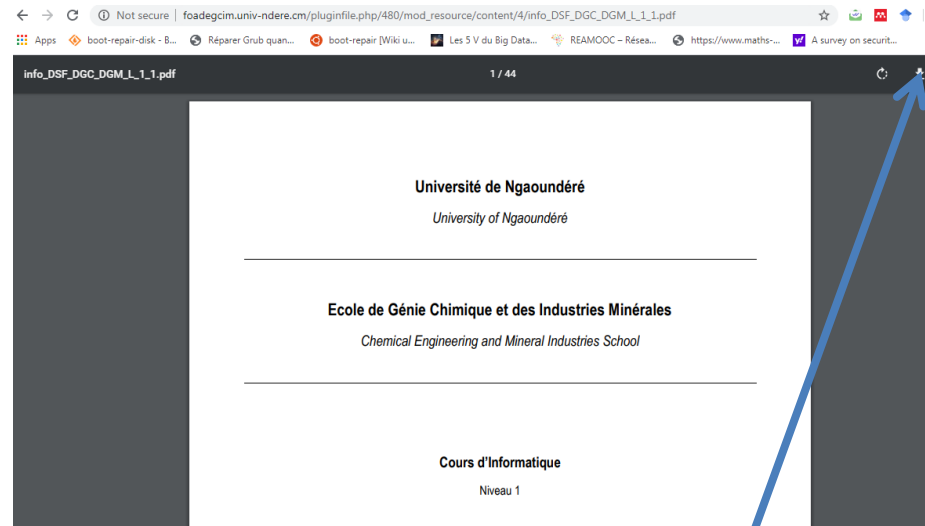 Not secure | foadegcim.univ-ndere.cm/pluginfile.php/480/mod_resource/content/4/info_DSF_DGC_DGM_L_1_1.pdf
Apps boot-repair-disk - B... Réparer Grub quan... boot-repair [Wiki u... Les 5 V du Big Data... REAMOOC – Résea... https://www.maths-... A survey on securit...
info_DSF_DGC_DGM_L_1_1.pdf 1 / 44
Université de Ngaoundéré
University of Ngaoundéré
Ecole de Génie Chimique et des Industries Minérales
Chemical Engineering and Mineral Industries School
Cours d'Informatique
Niveau 1